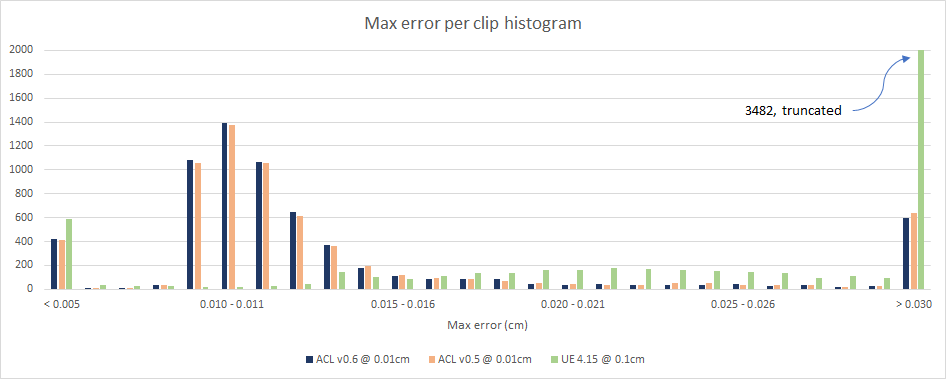 Max error per clip histogram
2000
1800
1600
1400
1200
1000
800
600
400
200
0
3482, truncated
< 0.005 0.010 - 0.011 0.015 - 0.016 0.020 - 0.021 0.025 - 0.026 > 0.030
Max error (cm)
ACL v0.6 @ 0.01cm ACL v0.5 @ 0.01cm UE 4.15 @ 0.1cm